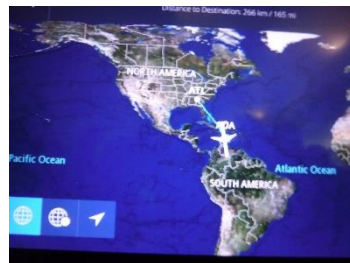 Distance to Destination: 266 km / 165 mi
NORTH AMERICA
ATL
Pacific Ocean
Atlantic Ocean
SOUTH AMERICA